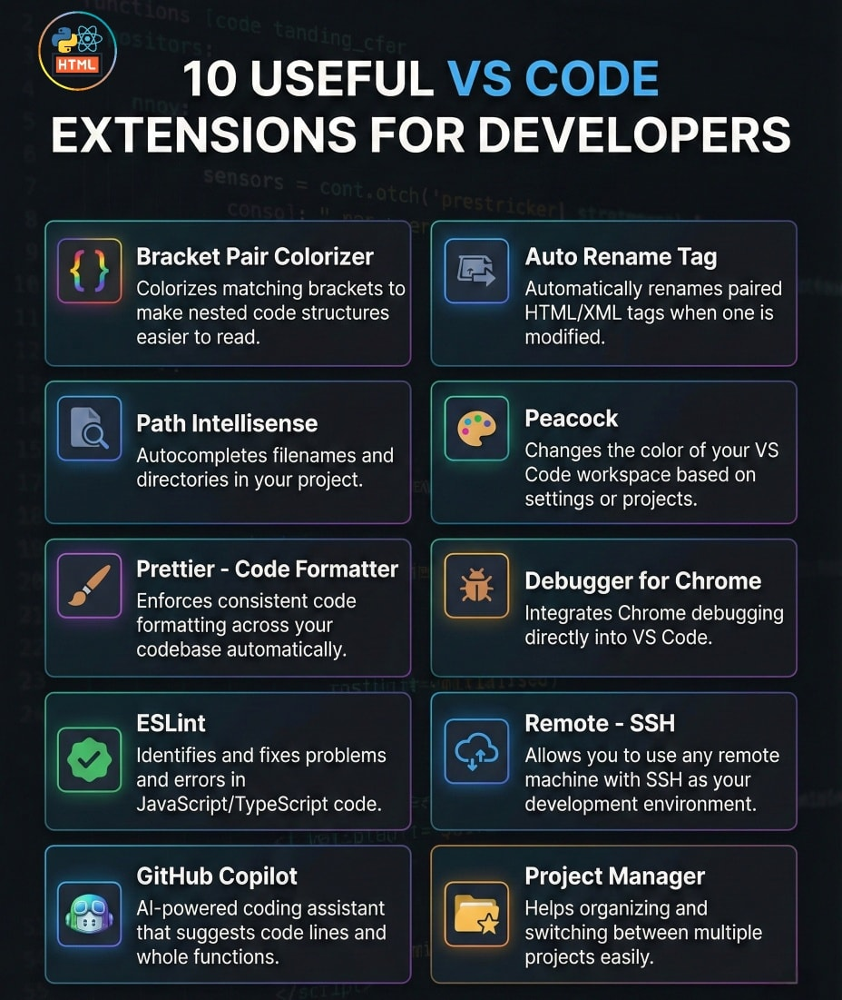 HTML
10 USEFUL VS CODE
EXTENSIONS FOR DEVELOPERS
Bracket Pair Colorizer
Colorizes matching brackets to
make nested code structures
easier to read.
Auto Rename Tag
Automatically renames paired
HTML/XML tags when one is
modified.
Path Intellisense
Autocompletes filenames and
directories in your project.
Peacock
Changes the color of your VS
Code workspace based on
settings or projects.
Prettier - Code Formatter
Enforces consistent code
formatting across your
codebase automatically.
Debugger for Chrome
Integrates Chrome debugging
directly into VS Code.
ESLint
Identifies and fixes problems
and errors in
JavaScript/TypeScript code.
Remote - SSH
Allows you to use any remote
machine with SSH as your
development environment.
GitHub Copilot
AI-powered coding assistant
that suggests code lines and
whole functions.
Project Manager
Helps organizing and
switching between multiple
projects easily.